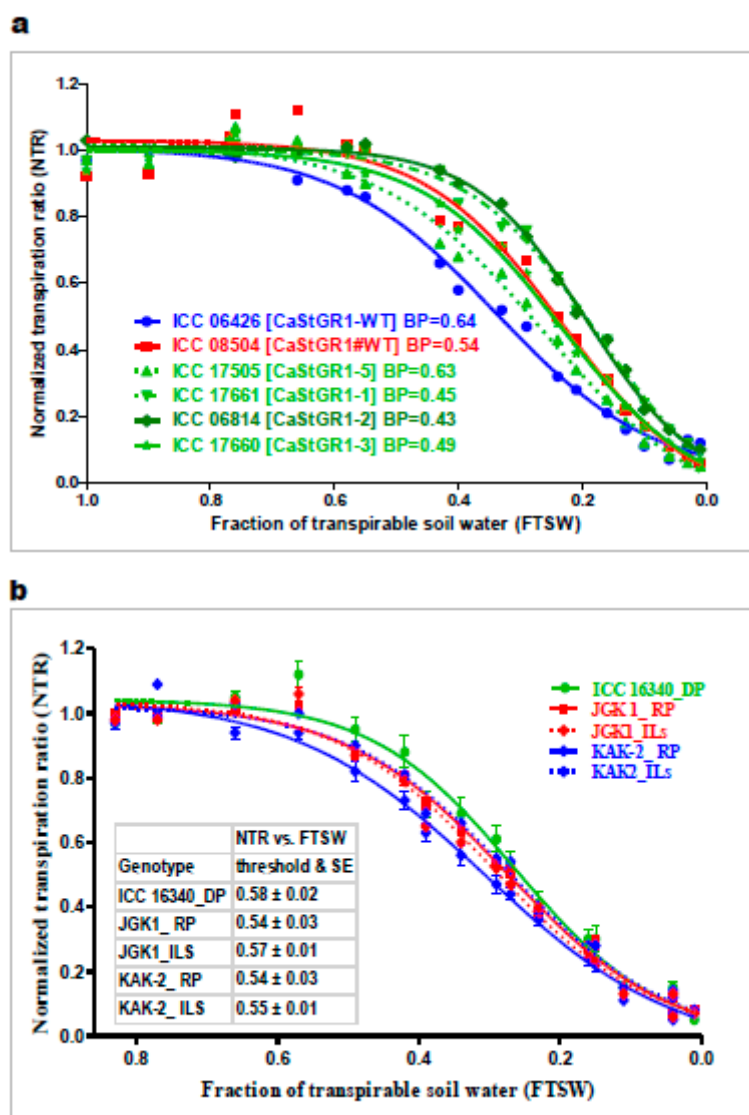 a
1.2
1.0
0.8
0.6
0.4
0.2
0.0
Normalized transpiration ratio (NTR)
ICC 06426 [CaStGR1-WT] BP=0.64
ICC 08504 [CaStGR1#WT] BP=0.54
ICC 17505 [CaStGR1-5] BP=0.63
ICC 17661 [CaStGR1-1] BP=0.45
ICC 06814 [CaStGR1-2] BP=0.43
ICC 17660 [CaStGR1-3] BP=0.49
1.0 0.8 0.6 0.4 0.2 0.0
Fraction of transpirable soil water (FTSW)
b
1.2
1.0
0.8
0.6
0.4
0.2
0.0
Normalized transpiration ratio (NTR)
ICC 16340_DP
JGK 1_ RP
JGK1_ILs
KAK-2_ RP
KAK2_ILs
NTR vs. FTSW
Genotype threshold & SE
ICC 16340_DP 0.58 ± 0.02
JGK1_ RP 0.54 ± 0.03
JGK1_ILS 0.57 ± 0.01
KAK-2_ RP 0.54 ± 0.03
KAK-2_ ILS 0.55 ± 0.01
0.8 0.6 0.4 0.2 0.0
Fraction of transpirable soil water (FTSW)